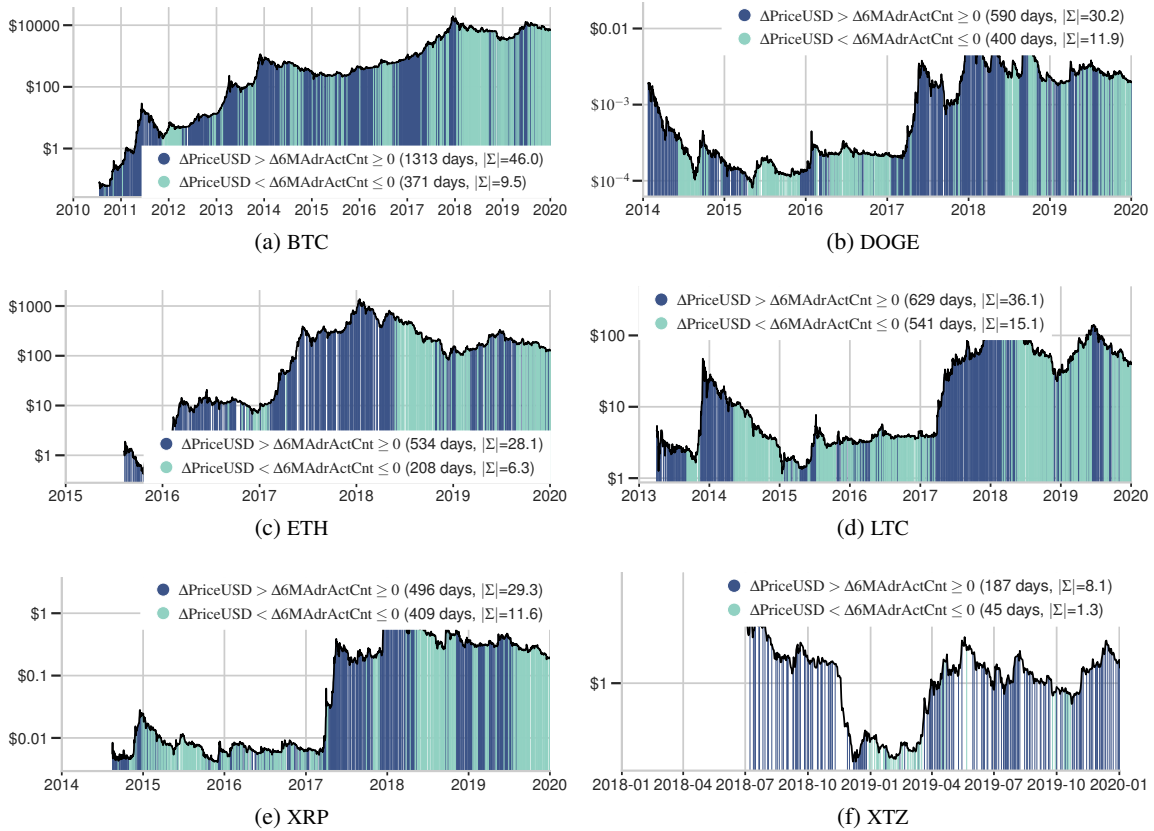 $10000
$100
$1
ΔPriceUSD > Δ6MAdrActCnt ≥ 0 (1313 days, |Σ|=46.0)
ΔPriceUSD < Δ6MAdrActCnt ≤ 0 (371 days, |Σ|=9.5)
2010 2011 2012 2013 2014 2015 2016 2017 2018 2019 2020
(a) BTC
ΔPriceUSD > Δ6MAdrActCnt ≥ 0 (590 days, |Σ|=30.2)
ΔPriceUSD < Δ6MAdrActCnt ≤ 0 (400 days, |Σ|=11.9)
$0.01
$10⁻³
$10⁻⁴
2014 2015 2016 2017 2018 2019 2020
(b) DOGE
$1000
$100
$10
$1
ΔPriceUSD > Δ6MAdrActCnt ≥ 0 (534 days, |Σ|=28.1)
ΔPriceUSD < Δ6MAdrActCnt ≤ 0 (208 days, |Σ|=6.3)
2015 2016 2017 2018 2019 2020
(c) ETH
ΔPriceUSD > Δ6MAdrActCnt ≥ 0 (629 days, |Σ|=36.1)
ΔPriceUSD < Δ6MAdrActCnt ≤ 0 (541 days, |Σ|=15.1)
$100
$10
$1
2013 2014 2015 2016 2017 2018 2019 2020
(d) LTC
ΔPriceUSD > Δ6MAdrActCnt ≥ 0 (496 days, |Σ|=29.3)
ΔPriceUSD < Δ6MAdrActCnt ≤ 0 (409 days, |Σ|=11.6)
$1
$0.1
$0.01
2014 2015 2016 2017 2018 2019 2020
(e) XRP
ΔPriceUSD > Δ6MAdrActCnt ≥ 0 (187 days, |Σ|=8.1)
ΔPriceUSD < Δ6MAdrActCnt ≤ 0 (45 days, |Σ|=1.3)
$1
2018-01 2018-04 2018-07 2018-10 2019-01 2019-04 2019-07 2019-10 2020-01
(f) XTZ